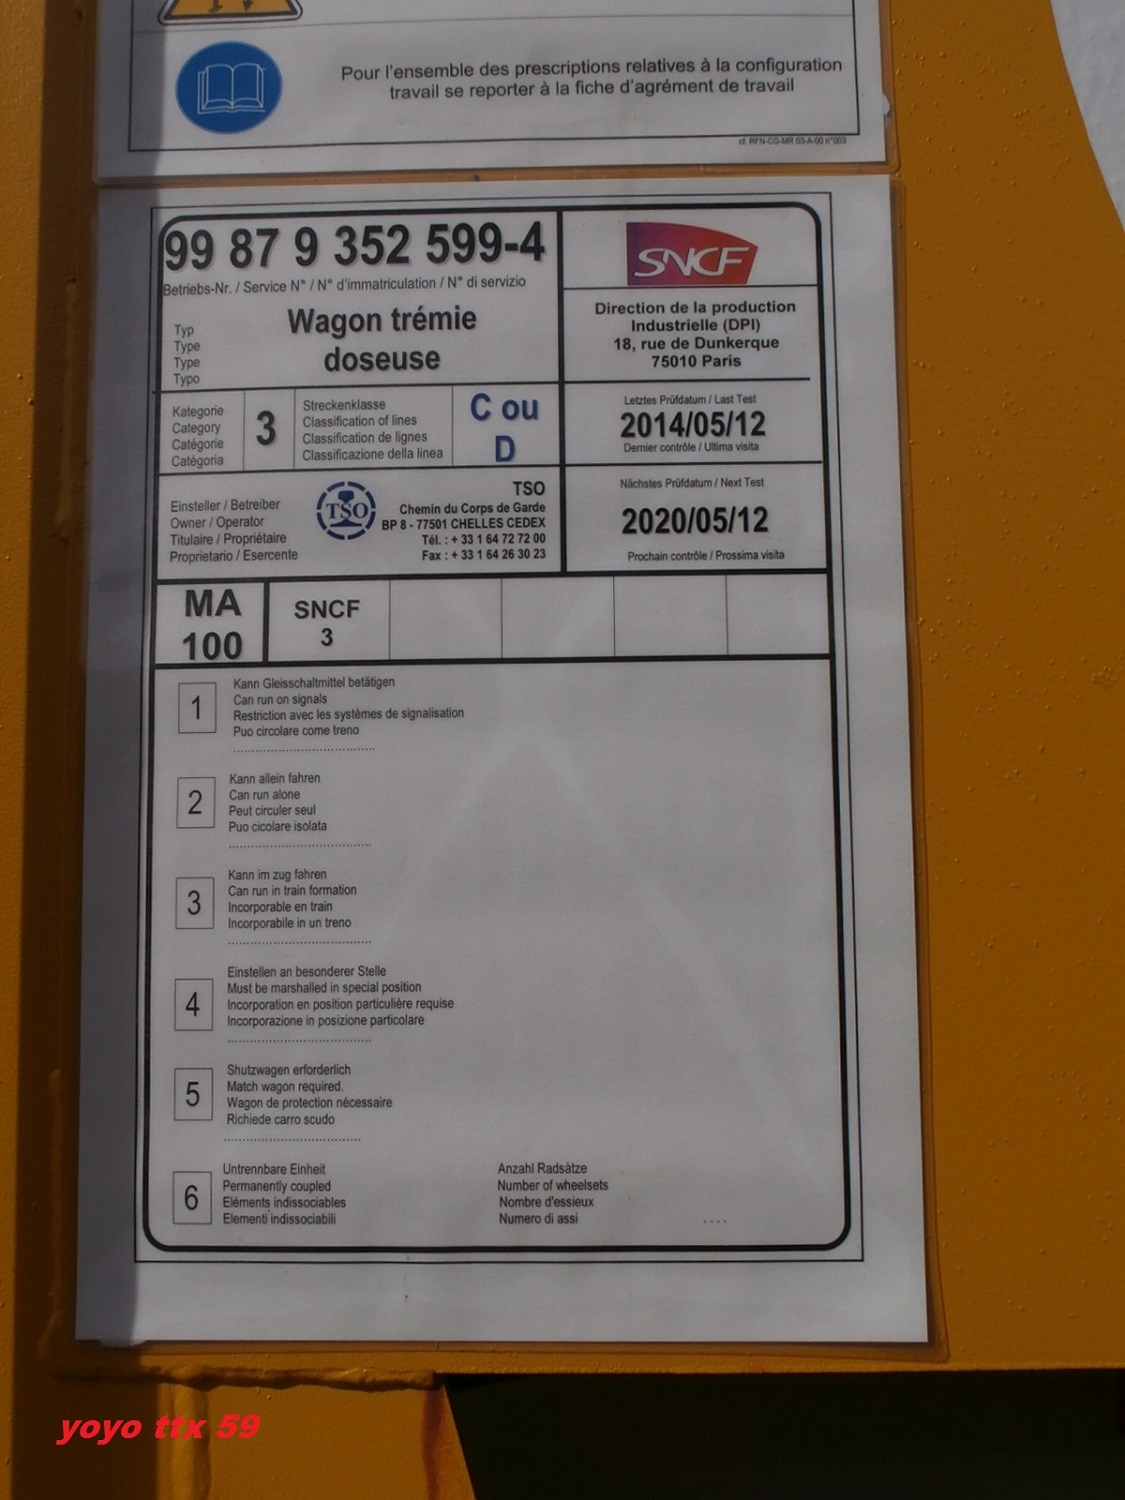 Pour l'ensemble des prescriptions relatives à la configuration
travail se reporter à la fiche d'agrément de travail
cf. RFN-CG-MR 03-A-00 n°003
99 87 9 352 599-4
Betriebs-Nr. / Service N° / N° d'immatriculation / N° di servizio
Typ
Type
Type
Typo
Wagon trémie
doseuse
SNCF
Direction de la production
Industrielle (DPI)
18, rue de Dunkerque
75010 Paris
Kategorie
Category
Catégorie
Catégoria
3
Streckenklasse
Classification of lines
Classification de lignes
Classificazione della linea
C ou
D
Letztes Prüfdatum / Last Test
2014/05/12
Dernier contrôle / Ultima visita
Einsteller / Betreiber
Owner / Operator
Titulaire / Propriétaire
Proprietario / Esercente
TSO
TSO
Chemin du Corps de Garde
BP 8 - 77501 CHELLES CEDEX
Tél. : + 33 1 64 72 72 00
Fax : + 33 1 64 26 30 23
Nächstes Prüfdatum / Next Test
2020/05/12
Prochain contrôle / Prossima visita
MA
100
SNCF
3
1
Kann Gleisschaltmittel betätigen
Can run on signals
Restriction avec les systèmes de signalisation
Puo circolare come treno
2
Kann allein fahren
Can run alone
Peut circuler seul
Puo cicolare isolata
3
Kann im zug fahren
Can run in train formation
Incorporable en train
Incorporabile in un treno
4
Einstellen an besonderer Stelle
Must be marshalled in special position
Incorporation en position particulière requise
Incorporazione in posizione particolare
5
Shutzwagen erforderlich
Match wagon required.
Wagon de protection nécessaire
Richiede carro scudo
6
Untrennbare Einheit
Permanently coupled
Eléments indissociables
Elementi indissociabili
Anzahl Radsàtze
Number of wheelsets
Nombre d'essieux
Numero di assi
....
yoyo ttx 59